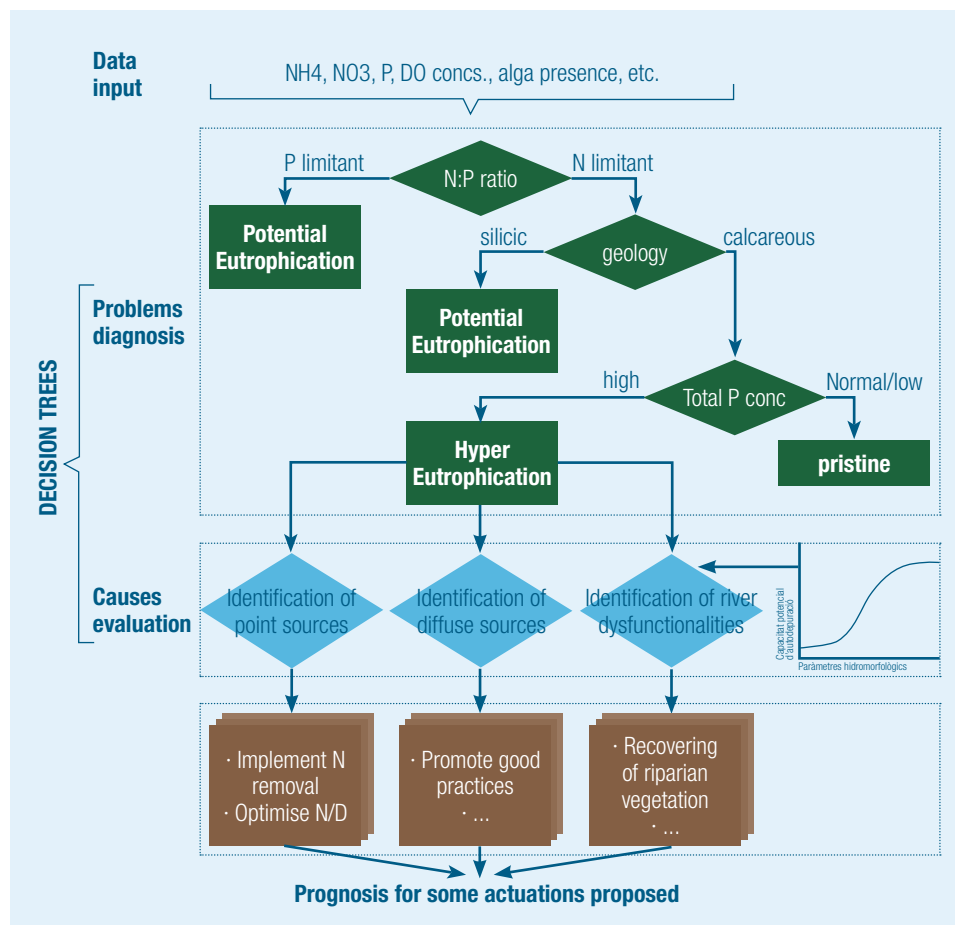 Data
input
NH4, NO3, P, DO concs., alga presence, etc.
P limitant
N:P ratio
N limitant
Potential
Eutrophication
silicic
geology
calcareous
Potential
Eutrophication
DECISION TREES
Problems
diagnosis
high
Total P conc
Normal/low
Hyper
Eutrophication
pristine
Causes
evaluation
Identification of
point sources
Identification of
diffuse sources
Identification of river
dysfunctionalities
Capacitat potencial
d'autodepuració
Paràmetres hidromorfològics
· Implement N
removal
· Optimise N/D
· Promote good
practices
· ...
· Recovering
of riparian
vegetation
· ...
Prognosis for some actuations proposed